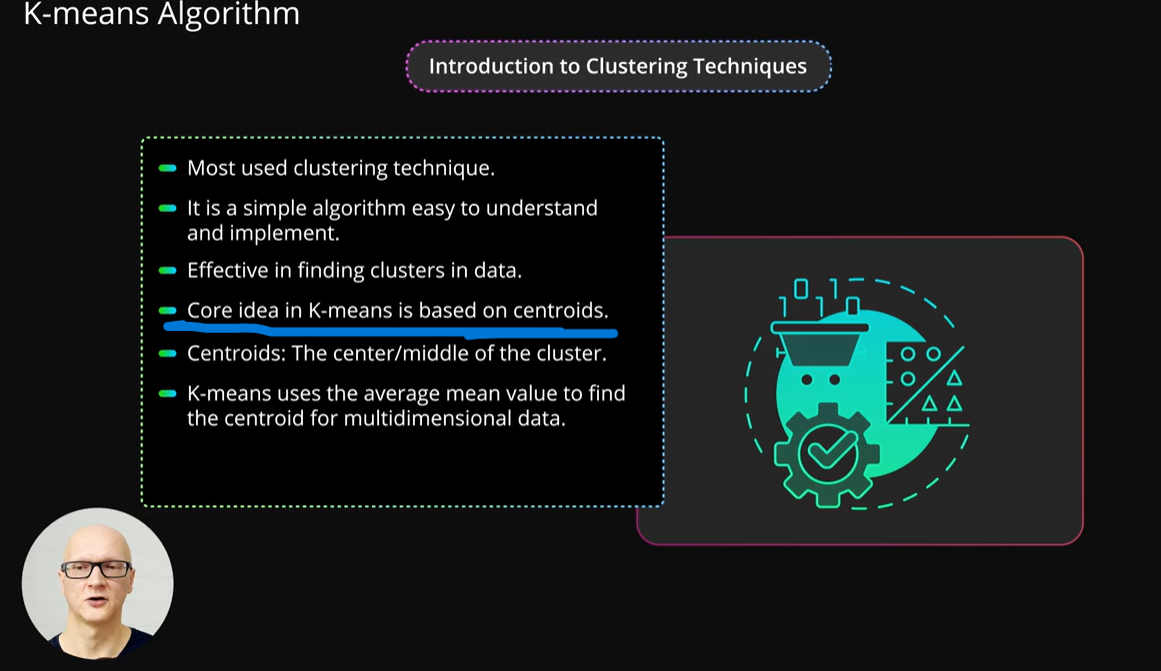 K-means Algorithm
Introduction to Clustering Techniques
Most used clustering technique.
It is a simple algorithm easy to understand
and implement.
Effective in finding clusters in data.
Core idea in K-means is based on centroids.
Centroids: The center/middle of the cluster.
K-means uses the average mean value to find
the centroid for multidimensional data.
0 1
1 1 0